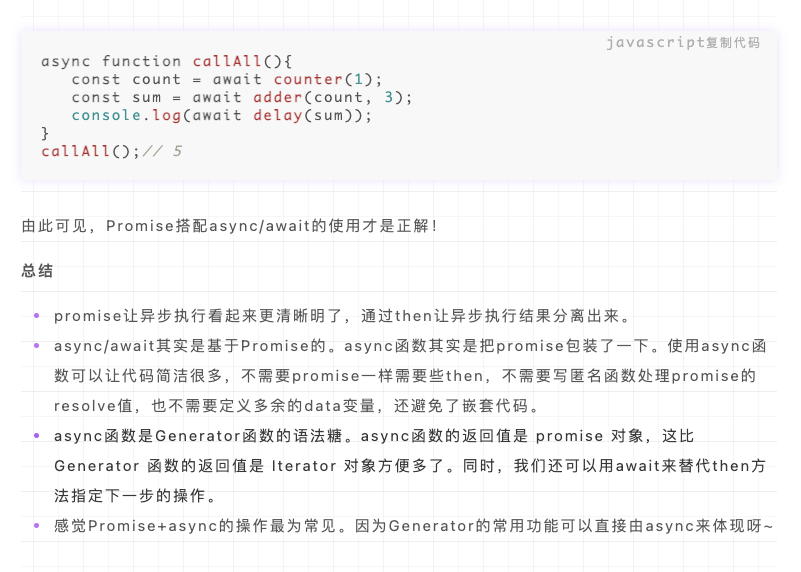 javascript复制代码
async function callAll(){
   const count = await counter(1);
   const sum = await adder(count, 3);
   console.log(await delay(sum));
}
callAll();// 5
由此可见，Promise搭配async/await的使用才是正解！
总结
promise让异步执行看起来更清晰明了，通过then让异步执行结果分离出来。
async/await其实是基于Promise的。async函数其实是把promise包装了一下。使用async函
数可以让代码简洁很多，不需要promise一样需要些then，不需要写匿名函数处理promise的
resolve值，也不需要定义多余的data变量，还避免了嵌套代码。
async函数是Generator函数的语法糖。async函数的返回值是 promise 对象，这比
Generator 函数的返回值是 Iterator 对象方便多了。同时，我们还可以用await来替代then方
法指定下一步的操作。
感觉Promise+async的操作最为常见。因为Generator的常用功能可以直接由async来体现呀~